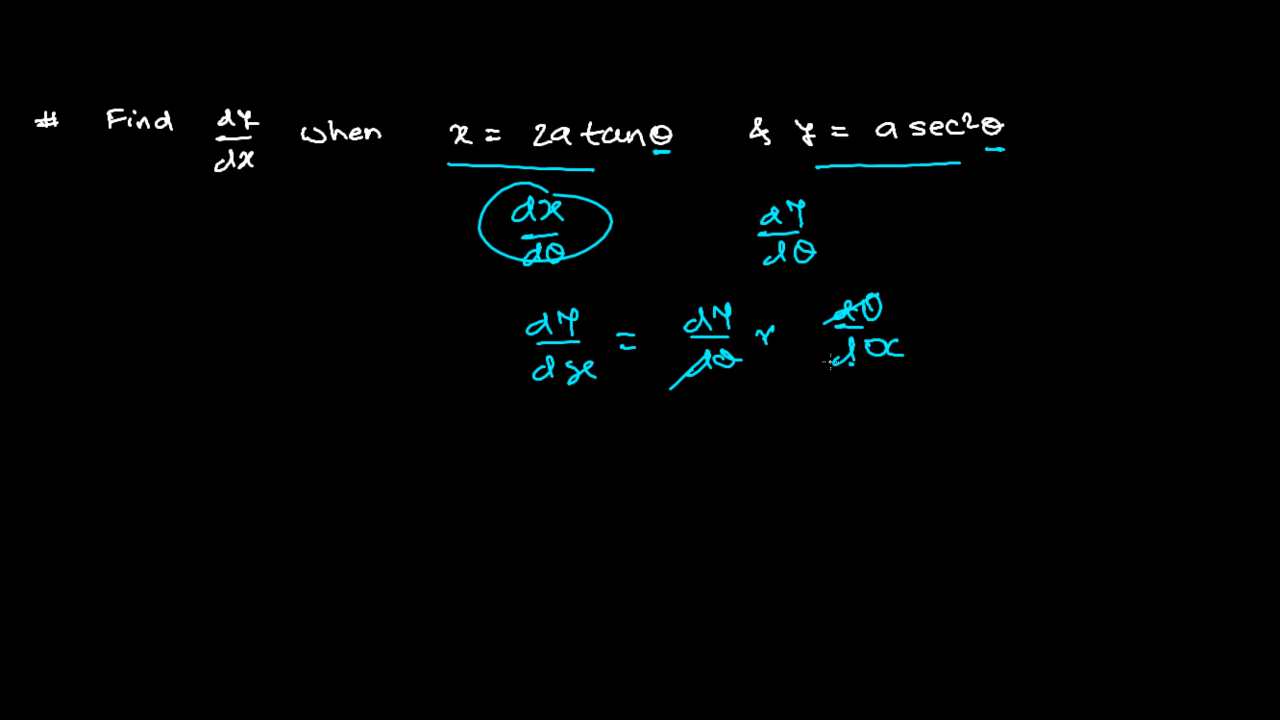 # Find dy/dx when x = 2a tanθ & y = a sec²θ
dx/dθ dy/dθ
dy/dx = dy/dθ × dθ/dx